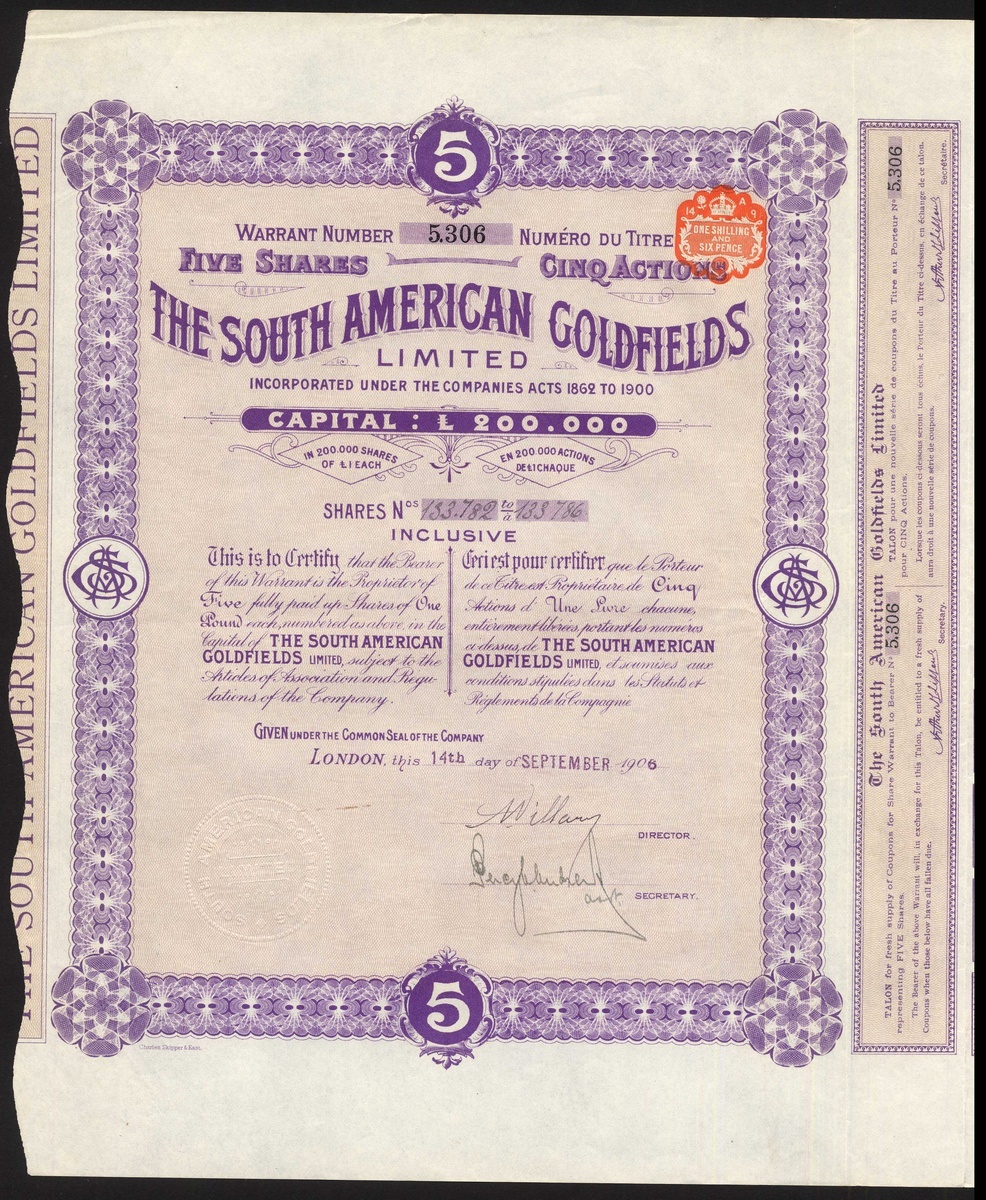 THE SOUTH AMERICAN GOLDFIELDS LIMITED
5
WARRANT NUMBER 5.306 NUMÉRO DU TITRE
FIVE SHARES CINQ ACTIONS
14 A 9
ONE SHILLING
AND
SIX PENCE
THE SOUTH AMERICAN GOLDFIELDS
LIMITED
INCORPORATED UNDER THE COMPANIES ACTS 1862 TO 1900
CAPITAL : £ 200.000
IN 200.000 SHARES
OF £1 EACH
EN 200.000 ACTIONS
DE £1 CHAQUE
SHARES Nos 133.782 to/a 133.786
INCLUSIVE
This is to Certify that the Bearer
of this Warrant is the Proprietor of
Five fully paid up Shares of One
Pound each, numbered as above, in the
Capital of THE SOUTH AMERICAN
GOLDFIELDS LIMITED, subject to the
Articles of Association and Regu-
lations of the Company.
Ceci est pour certifier que le Porteur
de ce Titre est Propriétaire de Cinq
Actions d' Une Livre chacune,
entièrement libérées, portant les numéros
ci-dessus, de THE SOUTH AMERICAN
GOLDFIELDS LIMITED, et soumises aux
conditions stipulées dans les Statuts et
Règlements de la Compagnie
GIVEN UNDER THE COMMON SEAL OF THE COMPANY
LONDON, this 14th day of SEPTEMBER 1906
DIRECTOR.
SECRETARY.
5
Charles Skipper & East.
The South American Goldfields Limited
TALON for fresh supply of Coupons for Share Warrant to Bearer No 5.306
representing FIVE Shares.
The Bearer of the above Warrant will, in exchange for this Talon, be entitled to a fresh supply of
Coupons when those below have all fallen due.
Secretary.
TALON pour une nouvelle série de coupons du Titre au Porteur No 5.306
pour CINQ Actions.
Lorsque les coupons ci-dessous seront tous échus, le Porteur du Titre ci-dessus, en échange de ce talon,
aura droit à une nouvelle série de coupons.
Secrétaire.